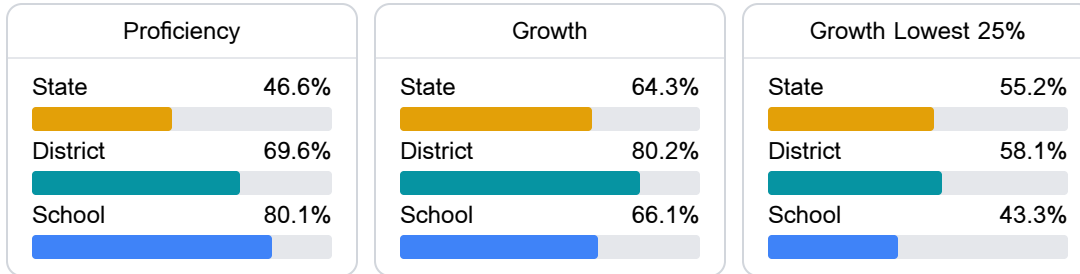 Proficiency
State 46.6%
District 69.6%
School 80.1%
Growth
State 64.3%
District 80.2%
School 66.1%
Growth Lowest 25%
State 55.2%
District 58.1%
School 43.3%